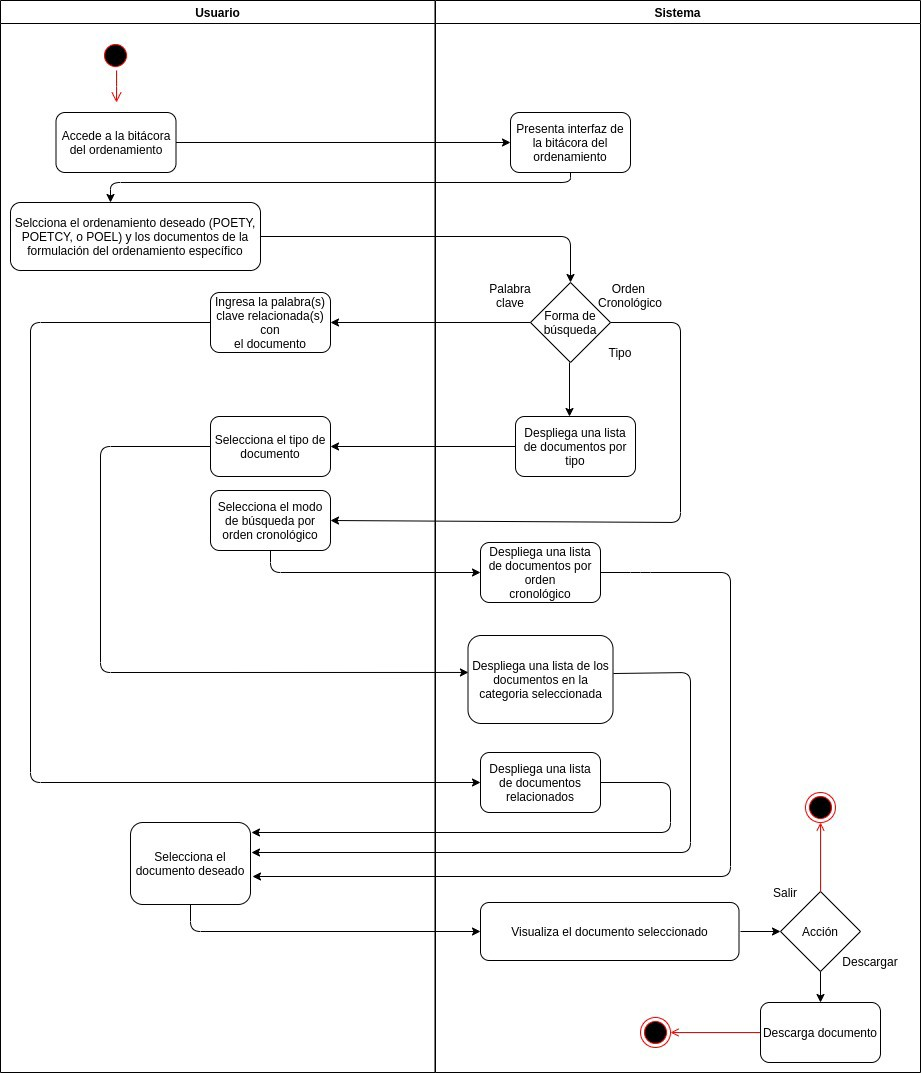 Usuario
Sistema
Accede a la bitácora
del ordenamiento
Presenta interfaz de
la bitácora del
ordenamiento
Selcciona el ordenamiento deseado (POETY,
POETCY, o POEL) y los documentos de la
formulación del ordenamiento específico
Palabra
clave
Orden
Cronológico
Forma de
búsqueda
Tipo
Ingresa la palabra(s)
clave relacionada(s)
con
el documento
Selecciona el tipo de
documento
Despliega una lista
de documentos por
tipo
Selecciona el modo
de búsqueda por
orden cronológico
Despliega una lista
de documentos por
orden
cronológico
Despliega una lista de los
documentos en la
categoria seleccionada
Despliega una lista
de documentos
relacionados
Selecciona el
documento deseado
Visualiza el documento seleccionado
Salir
Acción
Descargar
Descarga documento